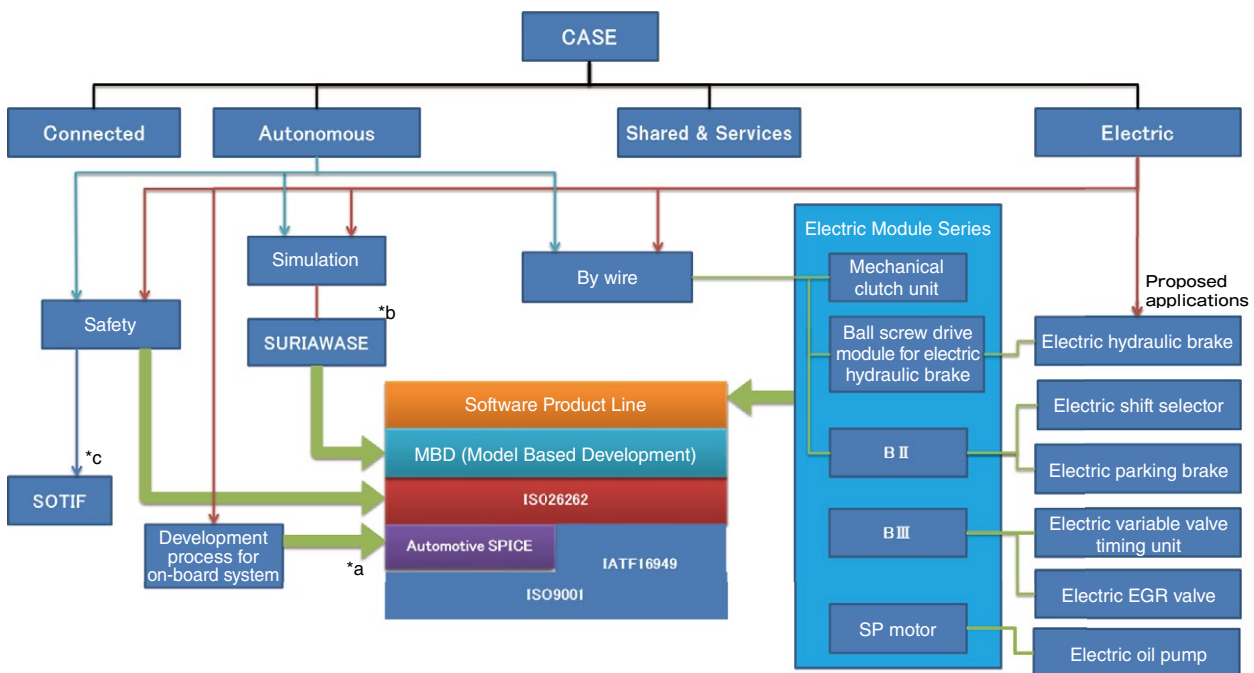 CASE
Connected
Autonomous
Shared & Services
Electric
Electric Module Series
Simulation
By wire
Mechanical
clutch unit
Proposed
applications
Safety
*b
SURIAWASE
Ball screw drive
module for electric
hydraulic brake
Electric hydraulic brake
Software Product Line
Electric shift selector
MBD (Model Based Development)
BⅡ
*c
Electric parking brake
SOTIF
ISO26262
Development
process for
on-board system
*a
Automotive SPICE
IATF16949
BⅢ
Electric variable valve
timing unit
ISO9001
Electric EGR valve
SP motor
Electric oil pump